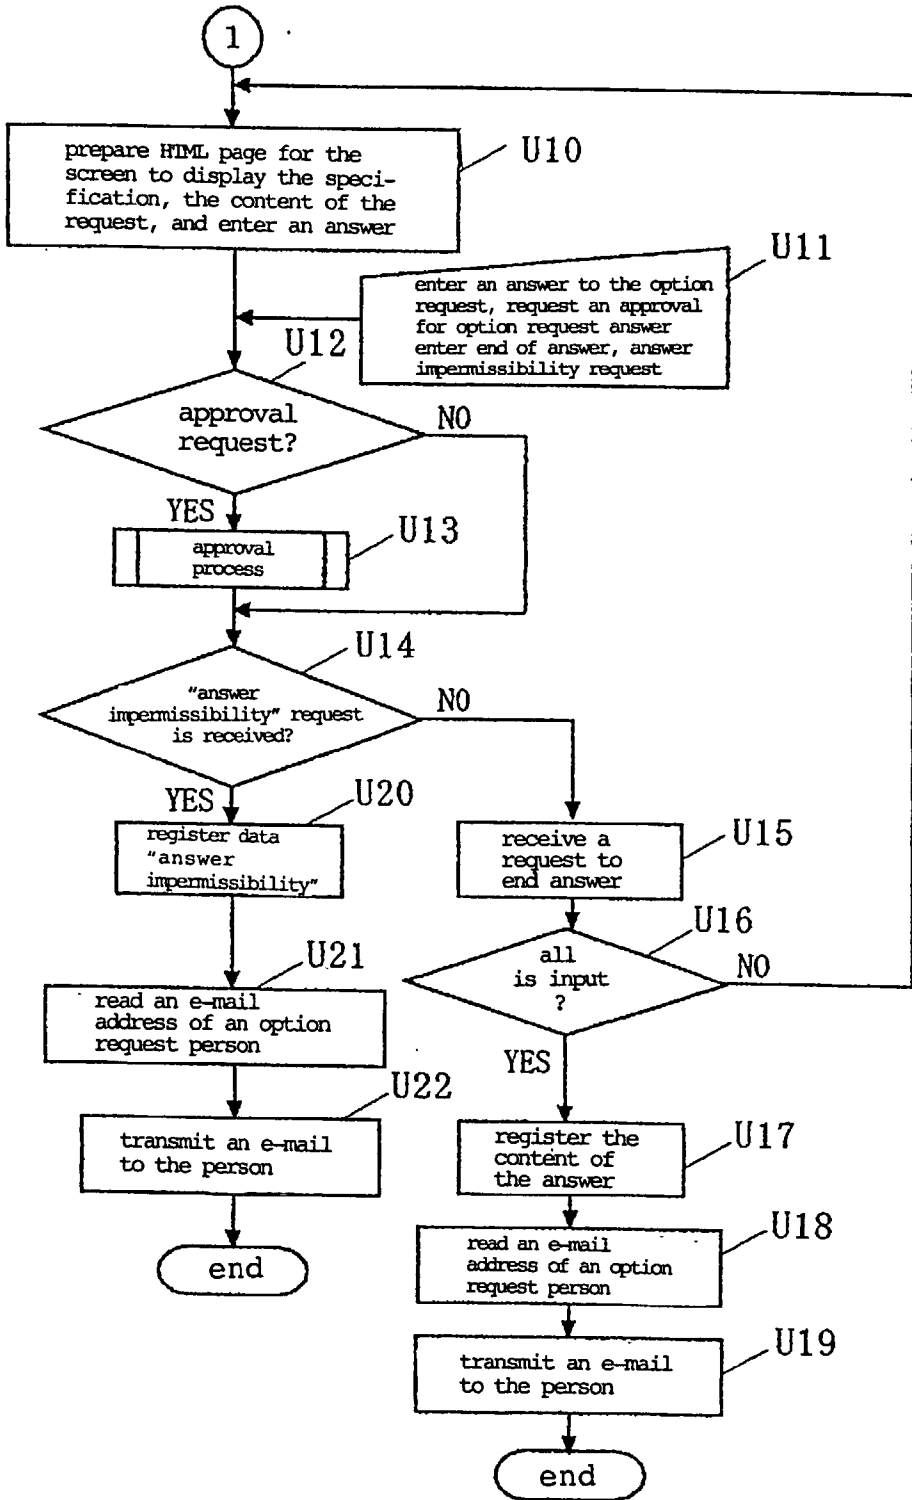 1
prepare HTML page for the
screen to display the speci-
fication, the content of the
request, and enter an answer
U10
enter an answer to the option
request, request an approval
for option request answer
enter end of answer, answer
impermissibility request
U11
U12
approval
request?
NO
YES
approval
process
U13
U14
“answer
impermissibility” request
is received?
NO
YES
U20
register data
“answer
impermissibility”
receive a
request to
end answer
U15
U16
all
is input
?
NO
YES
U21
read an e-mail
address of an option
request person
U22
transmit an e-mail
to the person
end
register the
content of
the answer
U17
read an e-mail
address of an option
request person
U18
transmit an e-mail
to the person
U19
end